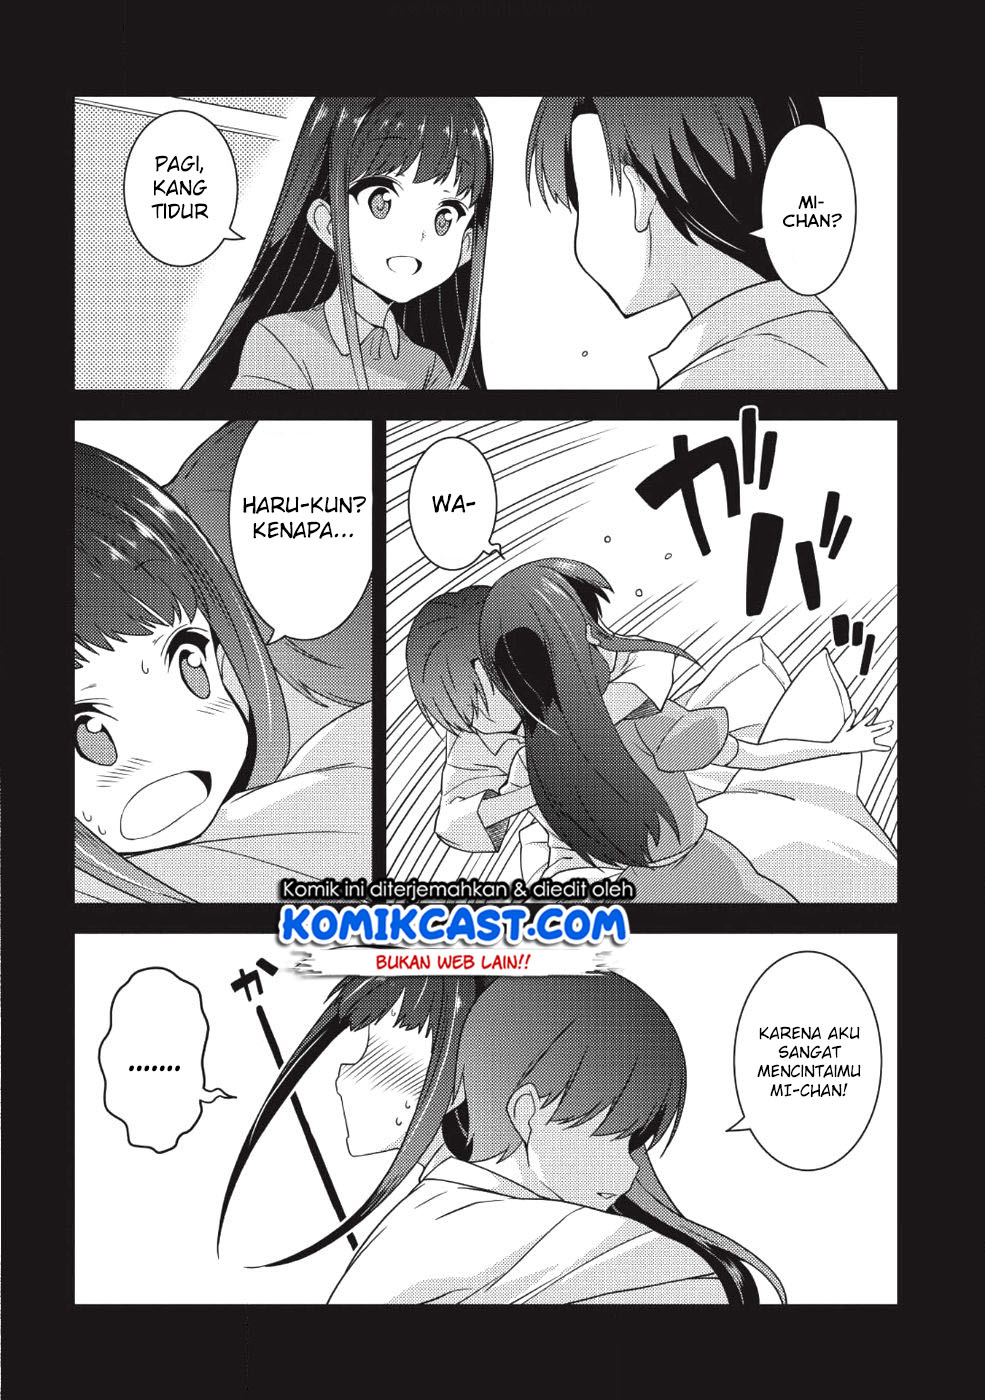 MI-
CHAN?
PAGI,
KANG
TIDUR
ガバッ
WA-
HARU-KUN?
KENAPA...
Komik ini diterjemahkan & diedit oleh
KOMIKCAST.COM
BUKAN WEB LAIN!!
KARENA AKU
SANGAT
MENCINTAIMU
MI-CHAN!
カー
.......